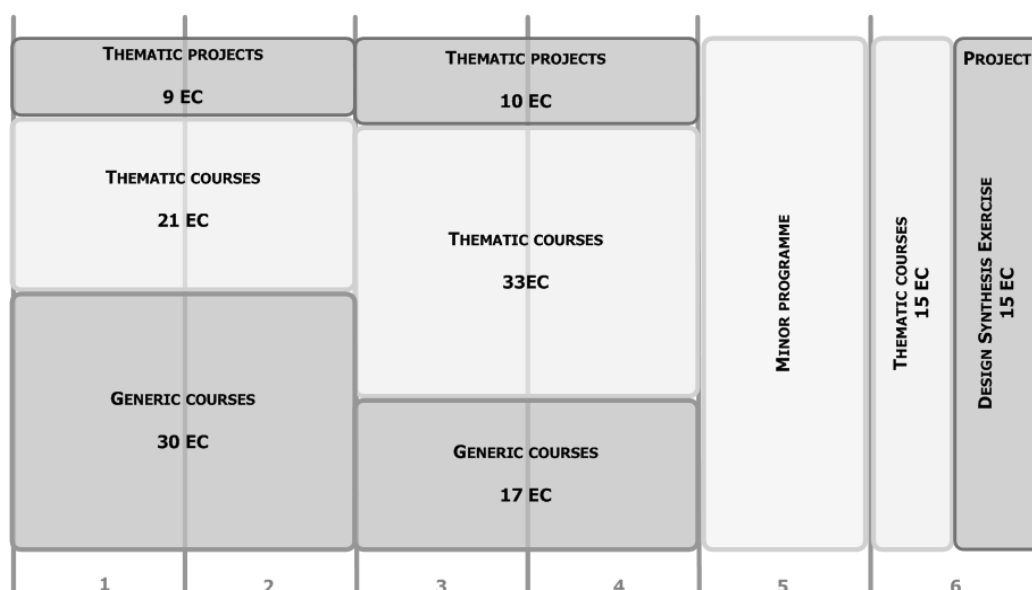 Thematic projects
9 EC
Thematic courses
21 EC
Generic courses
30 EC
Thematic projects
10 EC
Thematic courses
33EC
Generic courses
17 EC
Minor programme
Thematic courses
15 EC
Project
Design Synthesis Exercise
15 EC
1
2
3
4
5
6